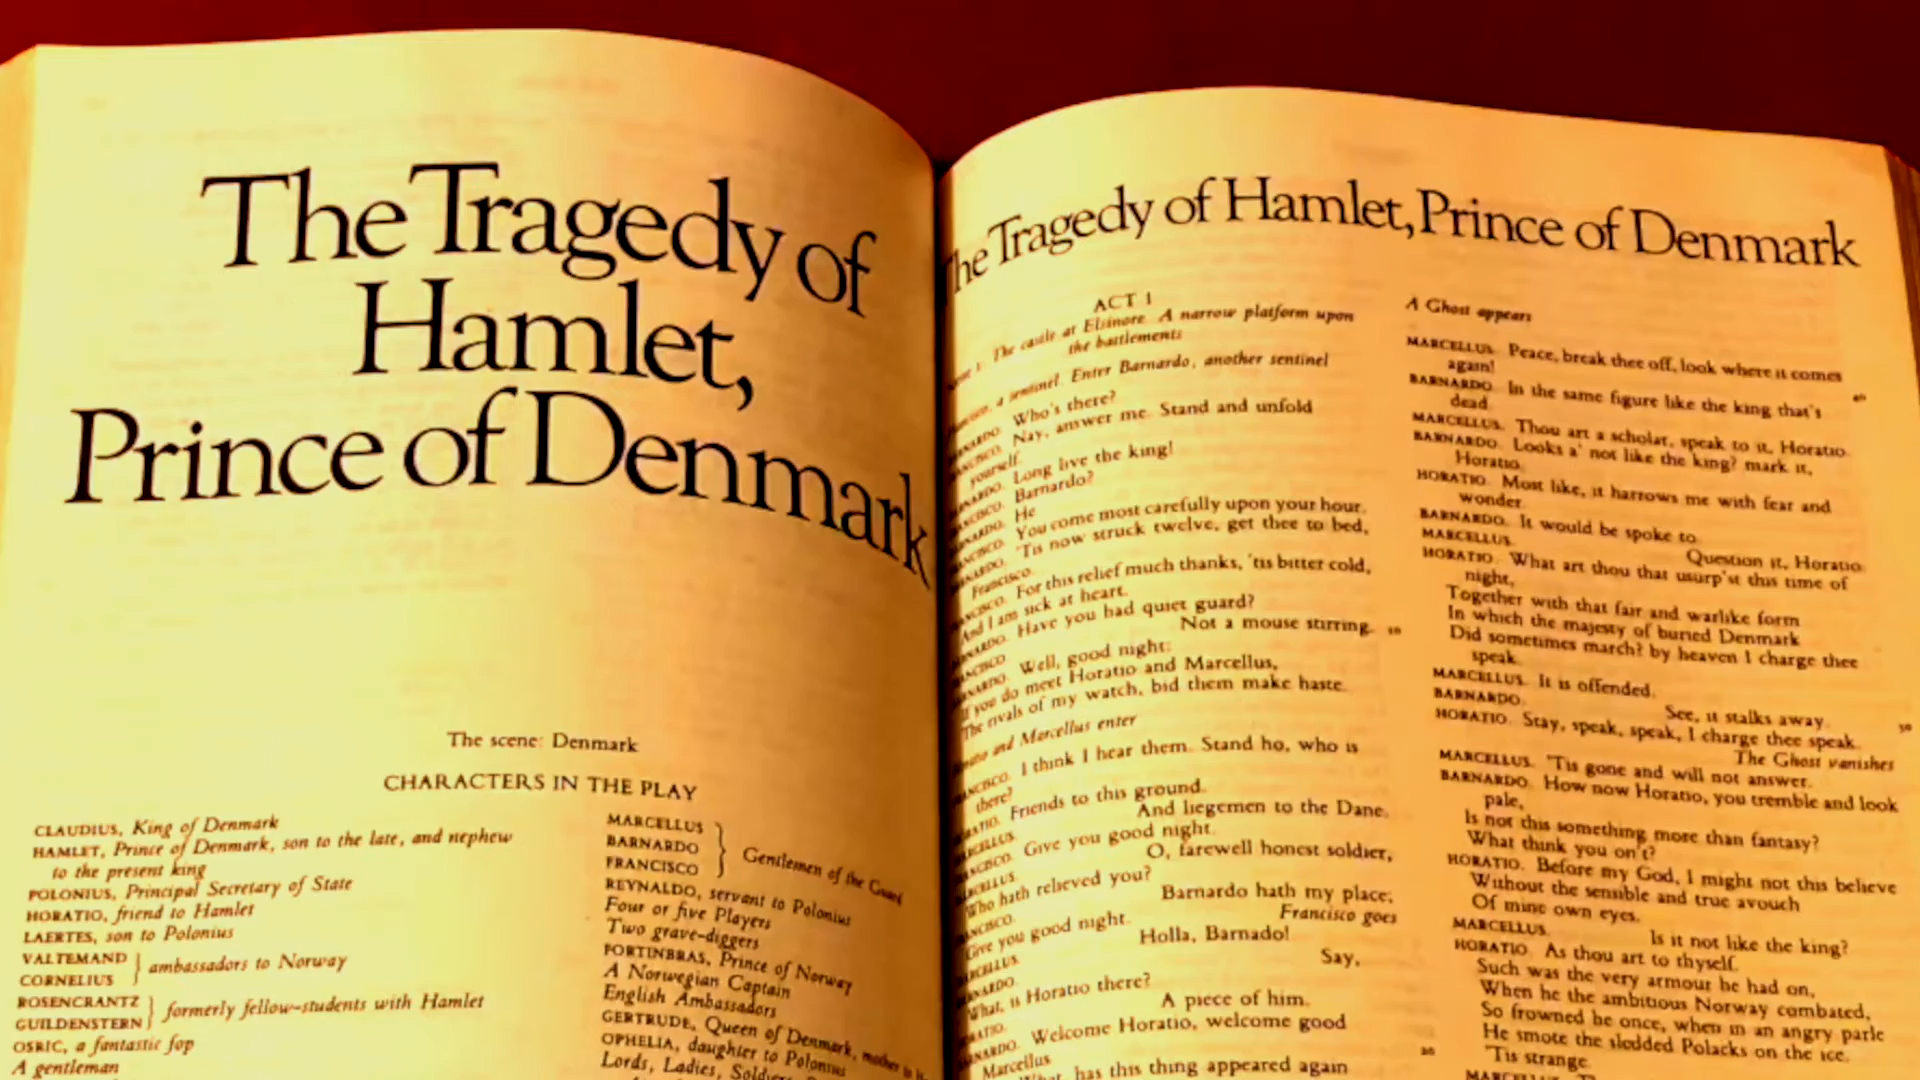 The Tragedy of
Hamlet,
Prince of Denmark
The scene: Denmark
CHARACTERS IN THE PLAY
CLAUDIUS, King of Denmark
HAMLET, Prince of Denmark, son to the late, and nephew
to the present king
POLONIUS, Principal Secretary of State
HORATIO, friend to Hamlet
LAERTES, son to Polonius
VALTEMAND
CORNELIUS
ambassadors to Norway
ROSENCRANTZ
GUILDENSTERN
formerly fellow-students with Hamlet
OSRIC, a fantastic fop
A gentleman
MARCELLUS
BARNARDO
FRANCISCO
Gentlemen of the Guard
REYNALDO, servant to Polonius
Four or five Players
Two grave-diggers
FORTINBRAS, Prince of Norway
A Norwegian Captain
English Ambassadors
GERTRUDE, Queen of Denmark, mother to
OPHELIA, daughter to Polonius
Lords, Ladies,
The Tragedy of Hamlet, Prince of Denmark
ACT I
The castle at Elsinore. A narrow platform upon
the battlements
a sentinel. Enter Barnardo, another sentinel
Who's there?
Nay, answer me. Stand and unfold
yourself.
Long live the king!
Barnardo?
He
You come most carefully upon your hour.
'Tis now struck twelve, get thee to bed,
Francisco.
For this relief much thanks, 'tis bitter cold,
And I am sick at heart.
Have you had quiet guard?
Not a mouse stirring. 10
Well, good night:
If you do meet Horatio and Marcellus,
The rivals of my watch, bid them make haste.
and Marcellus enter
I think I hear them. Stand ho, who is
there?
Friends to this ground.
And liegemen to the Dane.
Give you good night.
O, farewell honest soldier,
Who hath relieved you?
Barnardo hath my place;
Give you good night.
Francisco goes
Holla, Barnado!
Say,
What, is Horatio there?
A piece of him.
Welcome Horatio, welcome good
Marcellus
has this thing appeared again
20
A Ghost appears
MARCELLUS. Peace, break thee off, look where it comes
again!
BARNARDO. In the same figure like the king that's 40
dead.
MARCELLUS. Thou art a scholar, speak to it, Horatio.
BARNARDO. Looks a' not like the king? mark it,
Horatio.
HORATIO. Most like, it harrows me with fear and
wonder.
BARNARDO. It would be spoke to.
MARCELLUS. Question it, Horatio.
HORATIO. What art thou that usurp'st this time of
night,
Together with that fair and warlike form
In which the majesty of buried Denmark
Did sometimes march? by heaven I charge thee
speak.
MARCELLUS. It is offended.
BARNARDO. See, it stalks away.
HORATIO. Stay, speak, speak, I charge thee speak. 50
The Ghost vanishes
MARCELLUS. 'Tis gone and will not answer.
BARNARDO. How now Horatio, you tremble and look
pale,
Is not this something more than fantasy?
What think you on't?
HORATIO. Before my God, I might not this believe
Without the sensible and true avouch
Of mine own eyes.
MARCELLUS. Is it not like the king?
HORATIO. As thou art to thyself.
Such was the very armour he had on,
When he the ambitious Norway combated,
So frowned he once, when in an angry parle
He smote the sledded Polacks on the ice.
'Tis strange.